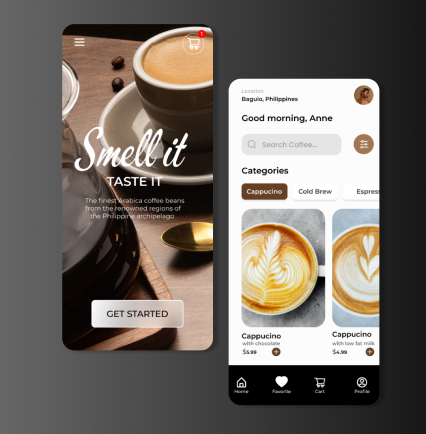 1
Smell it
TASTE IT
The finest Arabica coffee beans
from the renowned regions of
the Philippine archipelago
GET STARTED
Location
Baguio, Philippines
Good morning, Anne
Search Coffee...
Categories
Cappucino
Cold Brew
Espres
Cappucino
with chocolate
$5.99
Cappucino
with low fat milk
$4.99
Home
Favorite
Cart
Profile